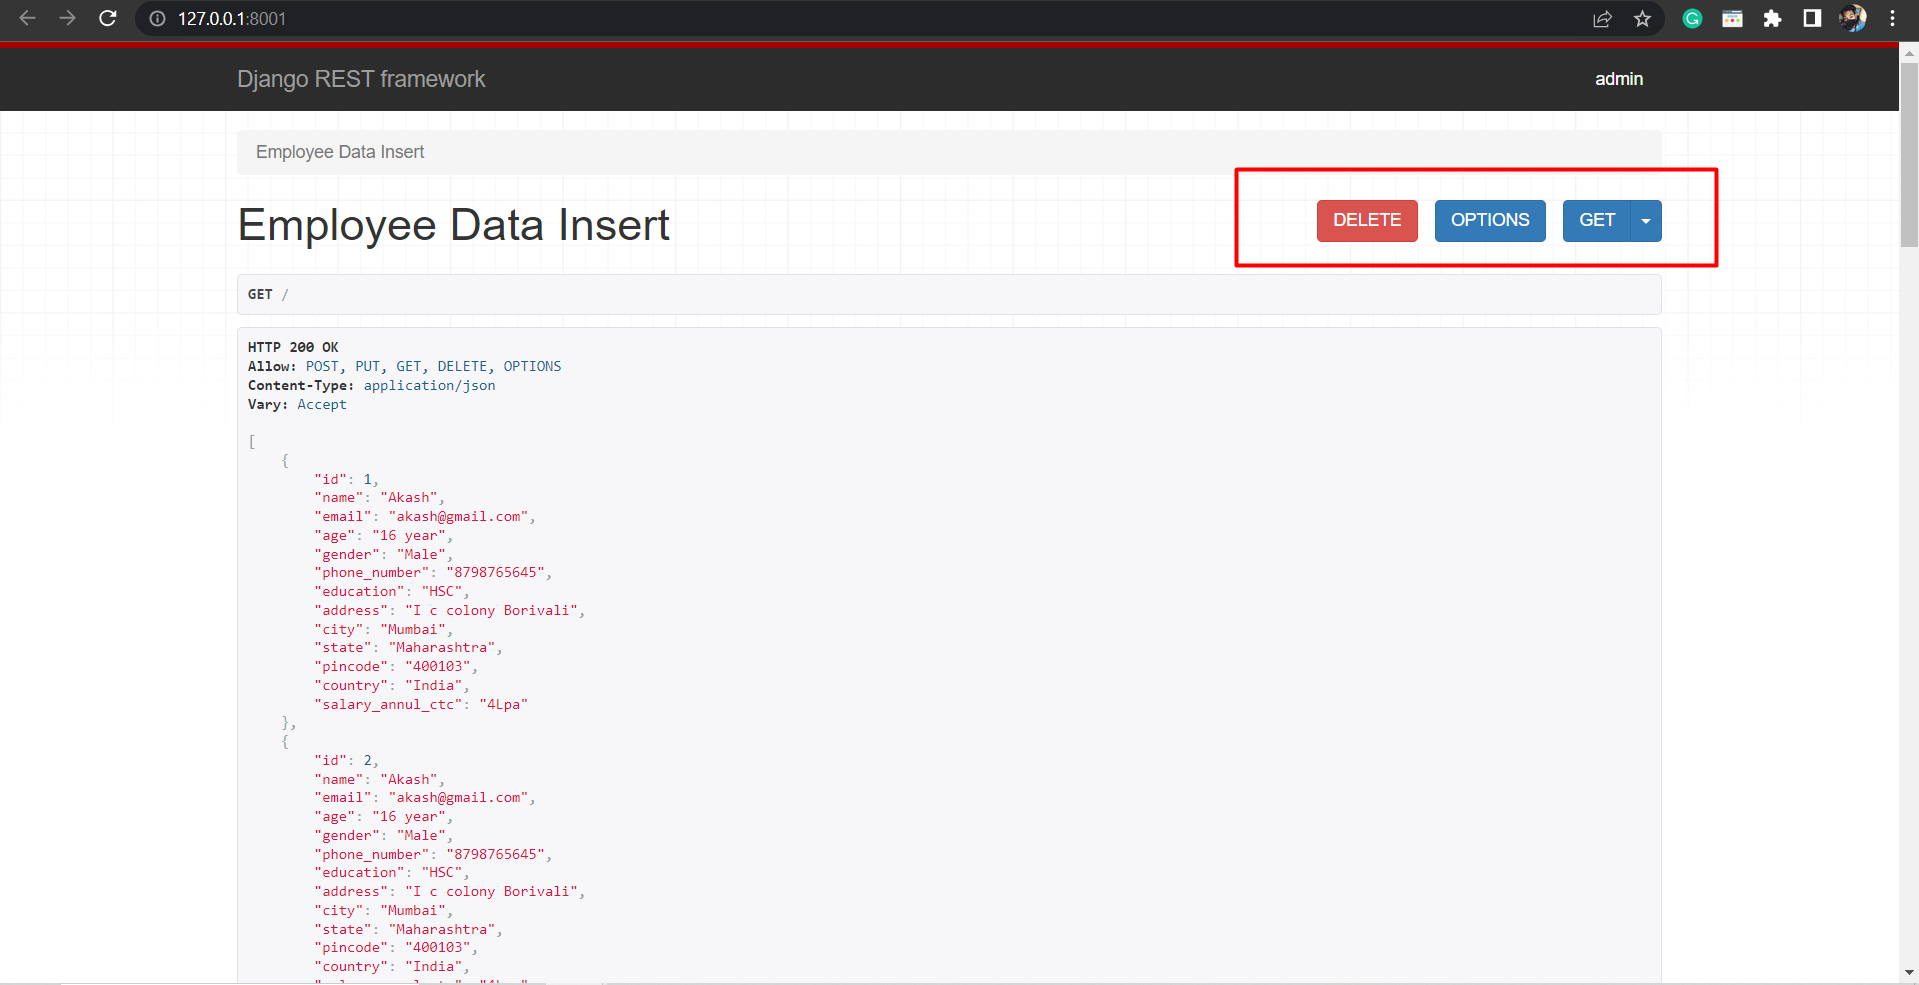 127.0.0.1:8001
Django REST framework
admin
Employee Data Insert
Employee Data Insert
DELETE
OPTIONS
GET
GET /
HTTP 200 OK
Allow: POST, PUT, GET, DELETE, OPTIONS
Content-Type: application/json
Vary: Accept
[
{
"id": 1,
"name": "Akash",
"email": "akash@gmail.com",
"age": "16 year",
"gender": "Male",
"phone_number": "8798765645",
"education": "HSC",
"address": "I c colony Borivali",
"city": "Mumbai",
"state": "Maharashtra",
"pincode": "400103",
"country": "India",
"salary_annul_ctc": "4Lpa"
},
{
"id": 2,
"name": "Akash",
"email": "akash@gmail.com",
"age": "16 year",
"gender": "Male",
"phone_number": "8798765645",
"education": "HSC",
"address": "I c colony Borivali",
"city": "Mumbai",
"state": "Maharashtra",
"pincode": "400103",
"country": "India",